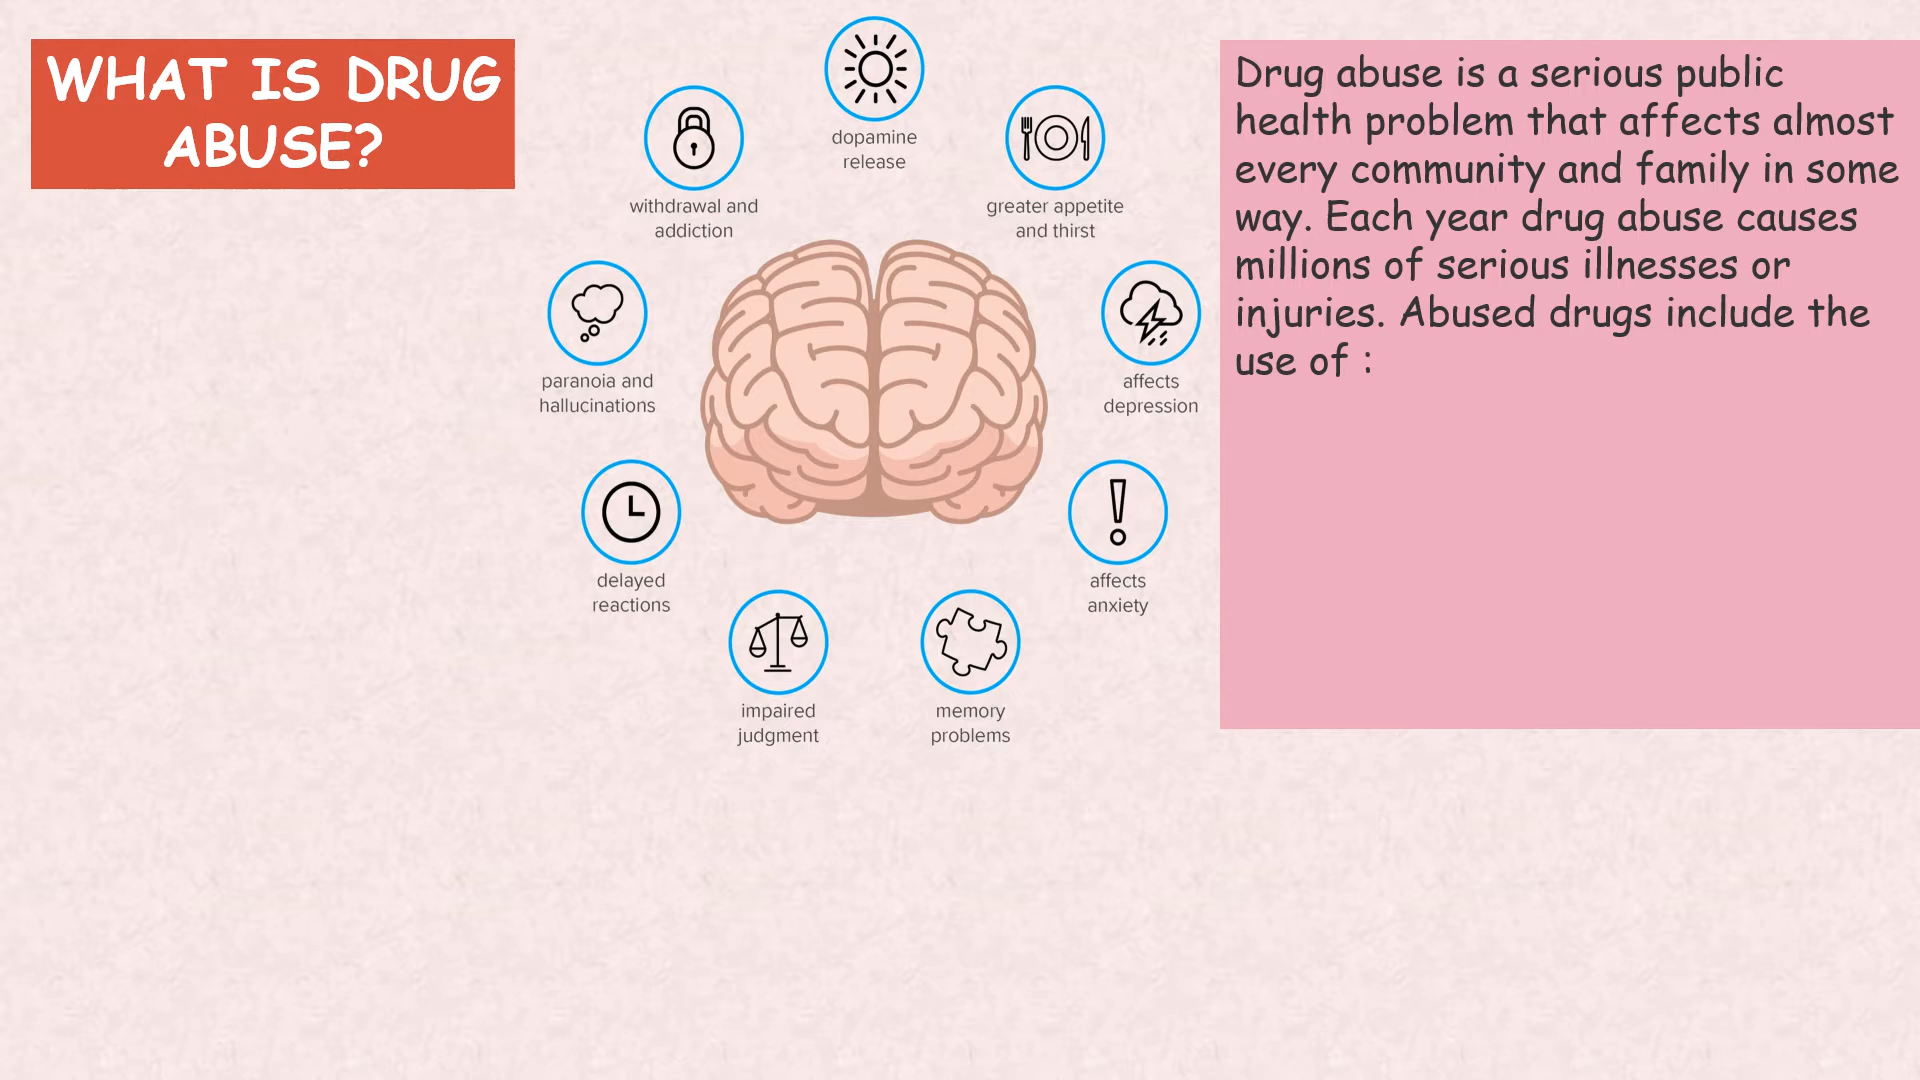 WHAT IS DRUG
ABUSE?
dopamine
release
withdrawal and
addiction
greater appetite
and thirst
paranoia and
hallucinations
affects
depression
delayed
reactions
affects
anxiety
impaired
judgment
memory
problems
Drug abuse is a serious public
health problem that affects almost
every community and family in some
way. Each year drug abuse causes
millions of serious illnesses or
injuries. Abused drugs include the
use of :